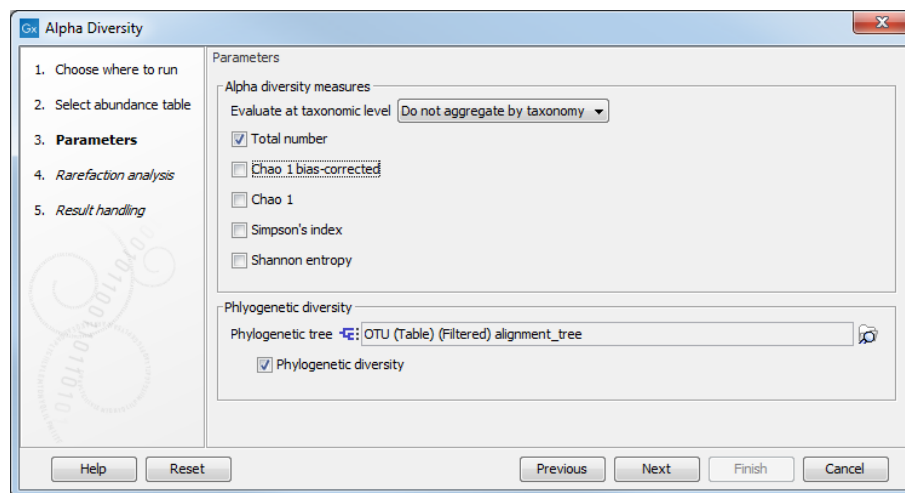 Gx Alpha Diversity
x
Parameters
1. Choose where to run
2. Select abundance table
3. Parameters
4. Rarefaction analysis
5. Result handling
Alpha diversity measures
Evaluate at taxonomic level Do not aggregate by taxonomy
Total number
Chao 1 bias-corrected
Chao 1
Simpson's index
Shannon entropy
Phlyogenetic diversity
Phylogenetic tree OTU (Table) (Filtered) alignment_tree
Phylogenetic diversity
Help Reset Previous Next Finish Cancel